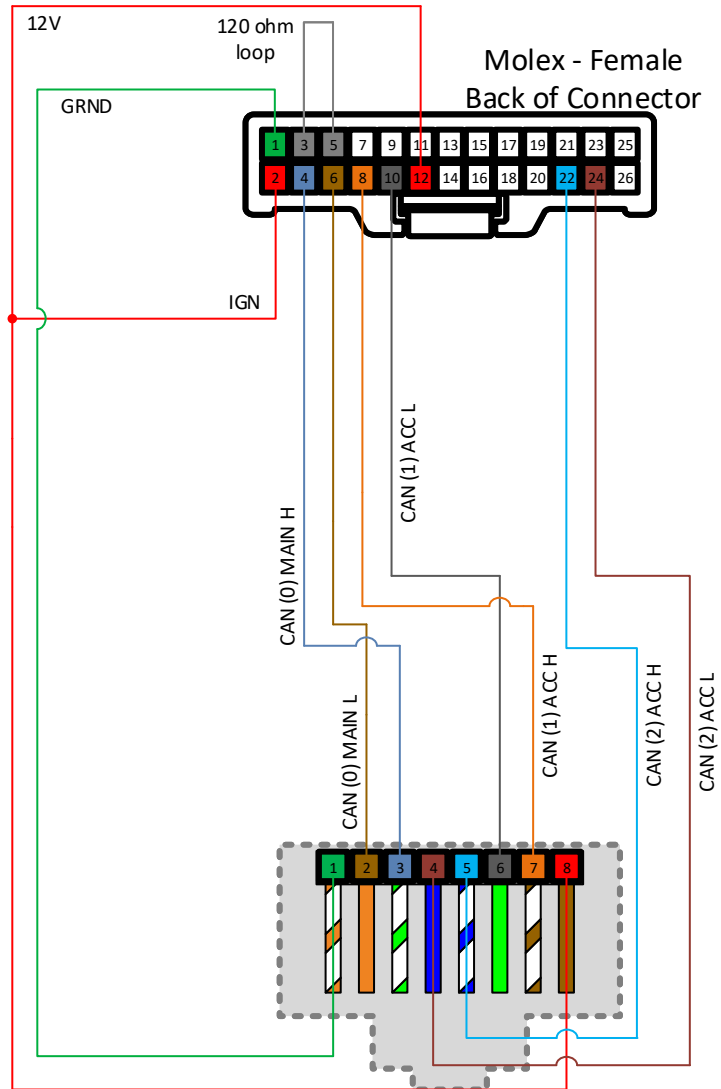 12V
120 ohm
loop
Molex - Female
Back of Connector
GRND
1 3 5 7 9 11 13 15 17 19 21 23 25
2 4 6 8 10 12 14 16 18 20 22 24 26
IGN
CAN (1) ACC L
CAN (0) MAIN H
CAN (0) MAIN L
CAN (1) ACC H
CAN (2) ACC H
CAN (2) ACC L
1 2 3 4 5 6 7 8